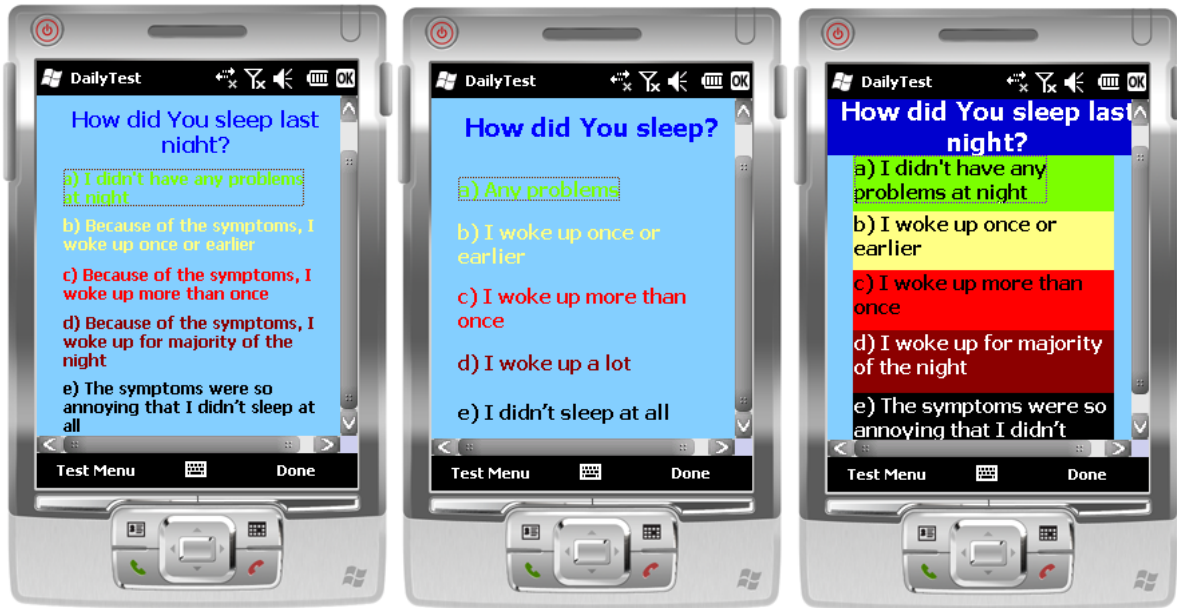 DailyTest
OK
How did You sleep last
night?
a) I didn't have any problems
at night
b) Because of the symptoms, I
woke up once or earlier
c) Because of the symptoms, I
woke up more than once
d) Because of the symptoms, I
woke up for majority of the
night
e) The symptoms were so
annoying that I didn't sleep at
all
Test Menu
Done
DailyTest
OK
How did You sleep?
a) Any problems
b) I woke up once or
earlier
c) I woke up more than
once
d) I woke up a lot
e) I didn't sleep at all
Test Menu
Done
DailyTest
OK
How did You sleep last
night?
a) I didn't have any
problems at night
b) I woke up once or
earlier
c) I woke up more than
once
d) I woke up for majority
of the night
e) The symptoms were so
annoying that I didn't
Test Menu
Done